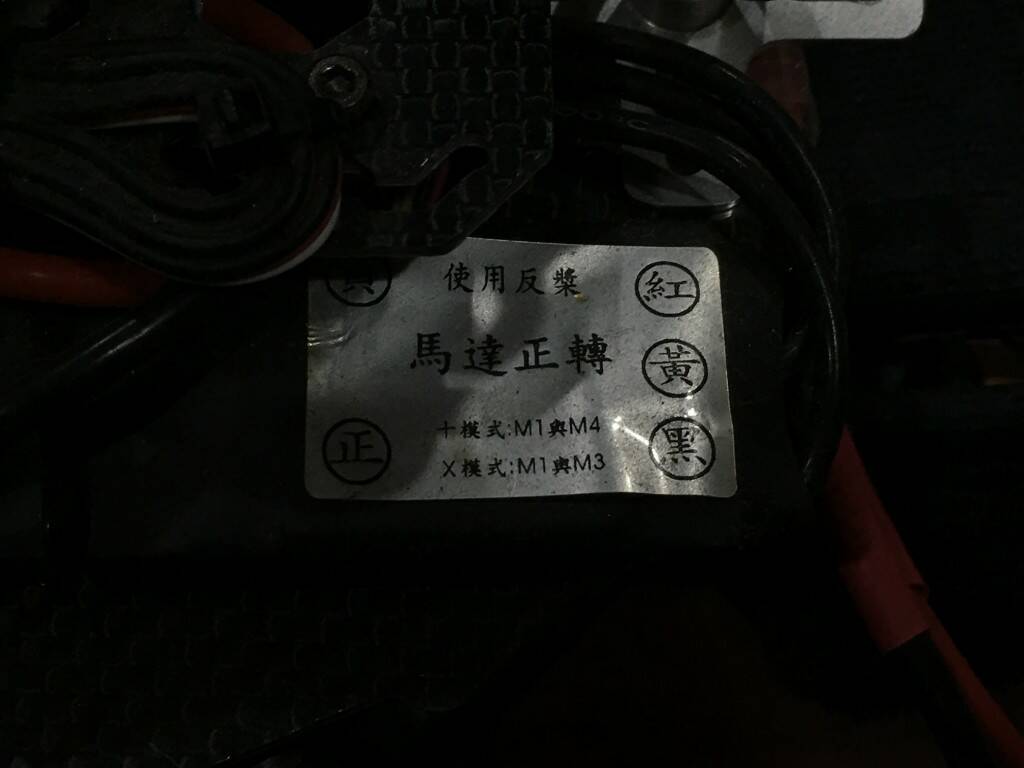 使用反槳
紅
馬達正轉
黃
正
+模式:M1與M4
黑
X模式:M1與M3